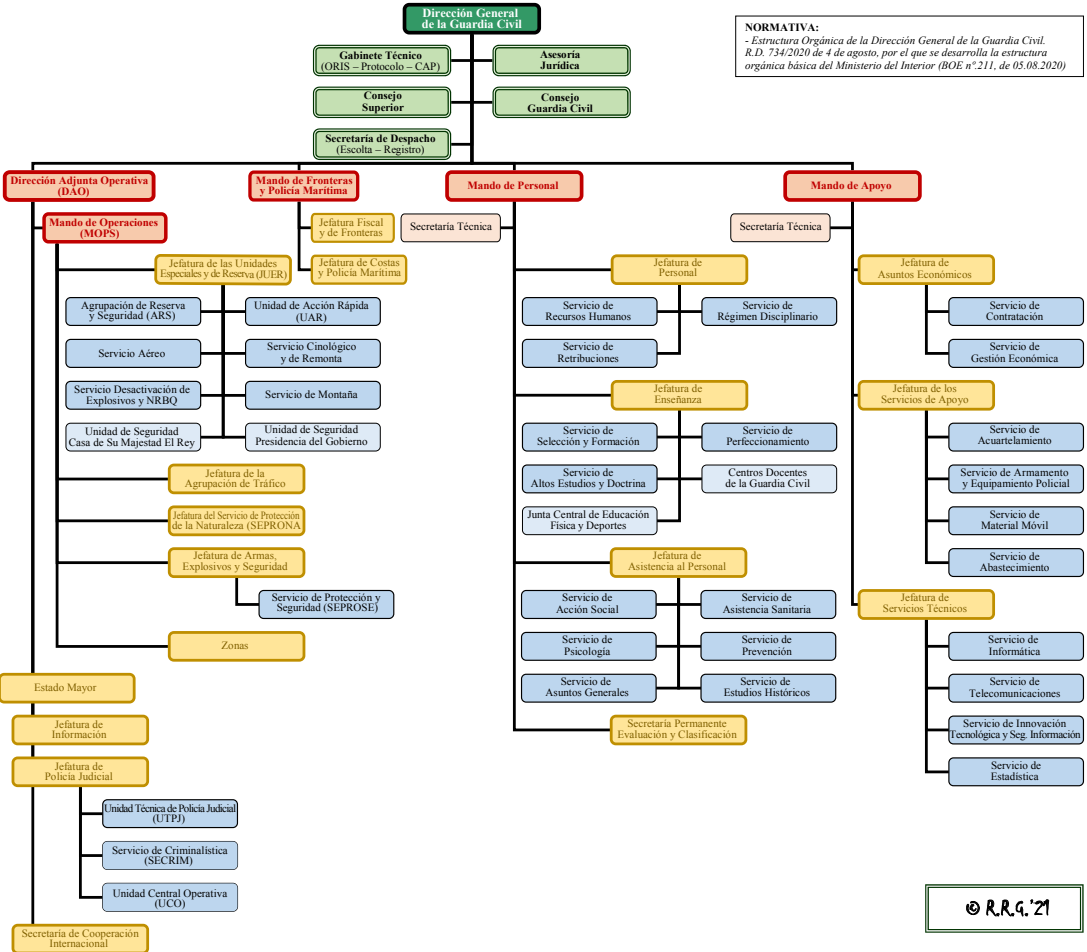 Dirección General
de la Guardia Civil
NORMATIVA:
- Estructura Orgánica de la Dirección General de la Guardia Civil.
R.D. 734/2020 de 4 de agosto, por el que se desarrolla la estructura
orgánica básica del Ministerio del Interior (BOE nº.211, de 05.08.2020)
Gabinete Técnico
(ORIS – Protocolo – CAP)
Asesoría
Jurídica
Consejo
Superior
Consejo
Guardia Civil
Secretaría de Despacho
(Escolta – Registro)
Dirección Adjunta Operativa
(DAO)
Mando de Operaciones
(MOPS)
Jefatura de las Unidades
Especiales y de Reserva (JUER)
Agrupación de Reserva
y Seguridad (ARS)
Unidad de Acción Rápida
(UAR)
Servicio Aéreo
Servicio Cinológico
y de Remonta
Servicio Desactivación de
Explosivos y NRBQ
Servicio de Montaña
Unidad de Seguridad
Casa de Su Majestad El Rey
Unidad de Seguridad
Presidencia del Gobierno
Jefatura de la
Agrupación de Tráfico
Jefatura del Servicio de Protección
de la Naturaleza (SEPRONA
Jefatura de Armas,
Explosivos y Seguridad
Servicio de Protección y
Seguridad (SEPROSE)
Zonas
Estado Mayor
Jefatura de
Información
Jefatura de
Policía Judicial
Unidad Técnica de Policía Judicial
(UTPJ)
Servicio de Criminalística
(SECRIM)
Unidad Central Operativa
(UCO)
Secretaría de Cooperación
Internacional
Mando de Fronteras
y Policía Marítima
Jefatura Fiscal
y de Fronteras
Jefatura de Costas
y Policía Marítima
Mando de Personal
Secretaría Técnica
Jefatura de
Personal
Servicio de
Recursos Humanos
Servicio de
Régimen Disciplinario
Servicio de
Retribuciones
Jefatura de
Enseñanza
Servicio de
Selección y Formación
Servicio de
Perfeccionamiento
Servicio de
Altos Estudios y Doctrina
Centros Docentes
de la Guardia Civil
Junta Central de Educación
Física y Deportes
Jefatura de
Asistencia al Personal
Servicio de
Acción Social
Servicio de
Asistencia Sanitaria
Servicio de
Psicología
Servicio de
Prevención
Servicio de
Asuntos Generales
Servicio de
Estudios Históricos
Secretaría Permanente
Evaluación y Clasificación
Mando de Apoyo
Secretaría Técnica
Jefatura de
Asuntos Económicos
Servicio de
Contratación
Servicio de
Gestión Económica
Jefatura de los
Servicios de Apoyo
Servicio de
Acuartelamiento
Servicio de Armamento
y Equipamiento Policial
Servicio de
Material Móvil
Servicio de
Abastecimiento
Jefatura de
Servicios Técnicos
Servicio de
Informática
Servicio de
Telecomunicaciones
Servicio de Innovación
Tecnológica y Seg. Información
Servicio de
Estadística
© R.R.G.'21